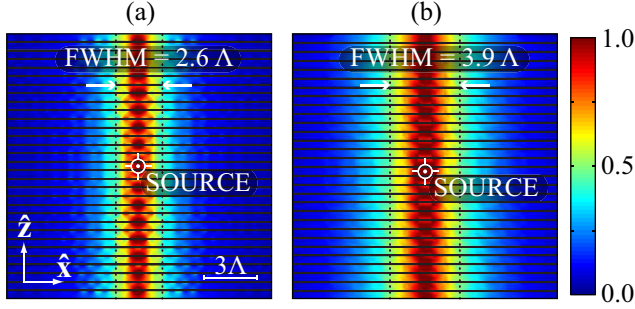 (a)
(b)
FWHM = 2.6 Λ
FWHM = 3.9 Λ
1.0
SOURCE
SOURCE
0.5
ẑ
x̂
3Λ
0.0